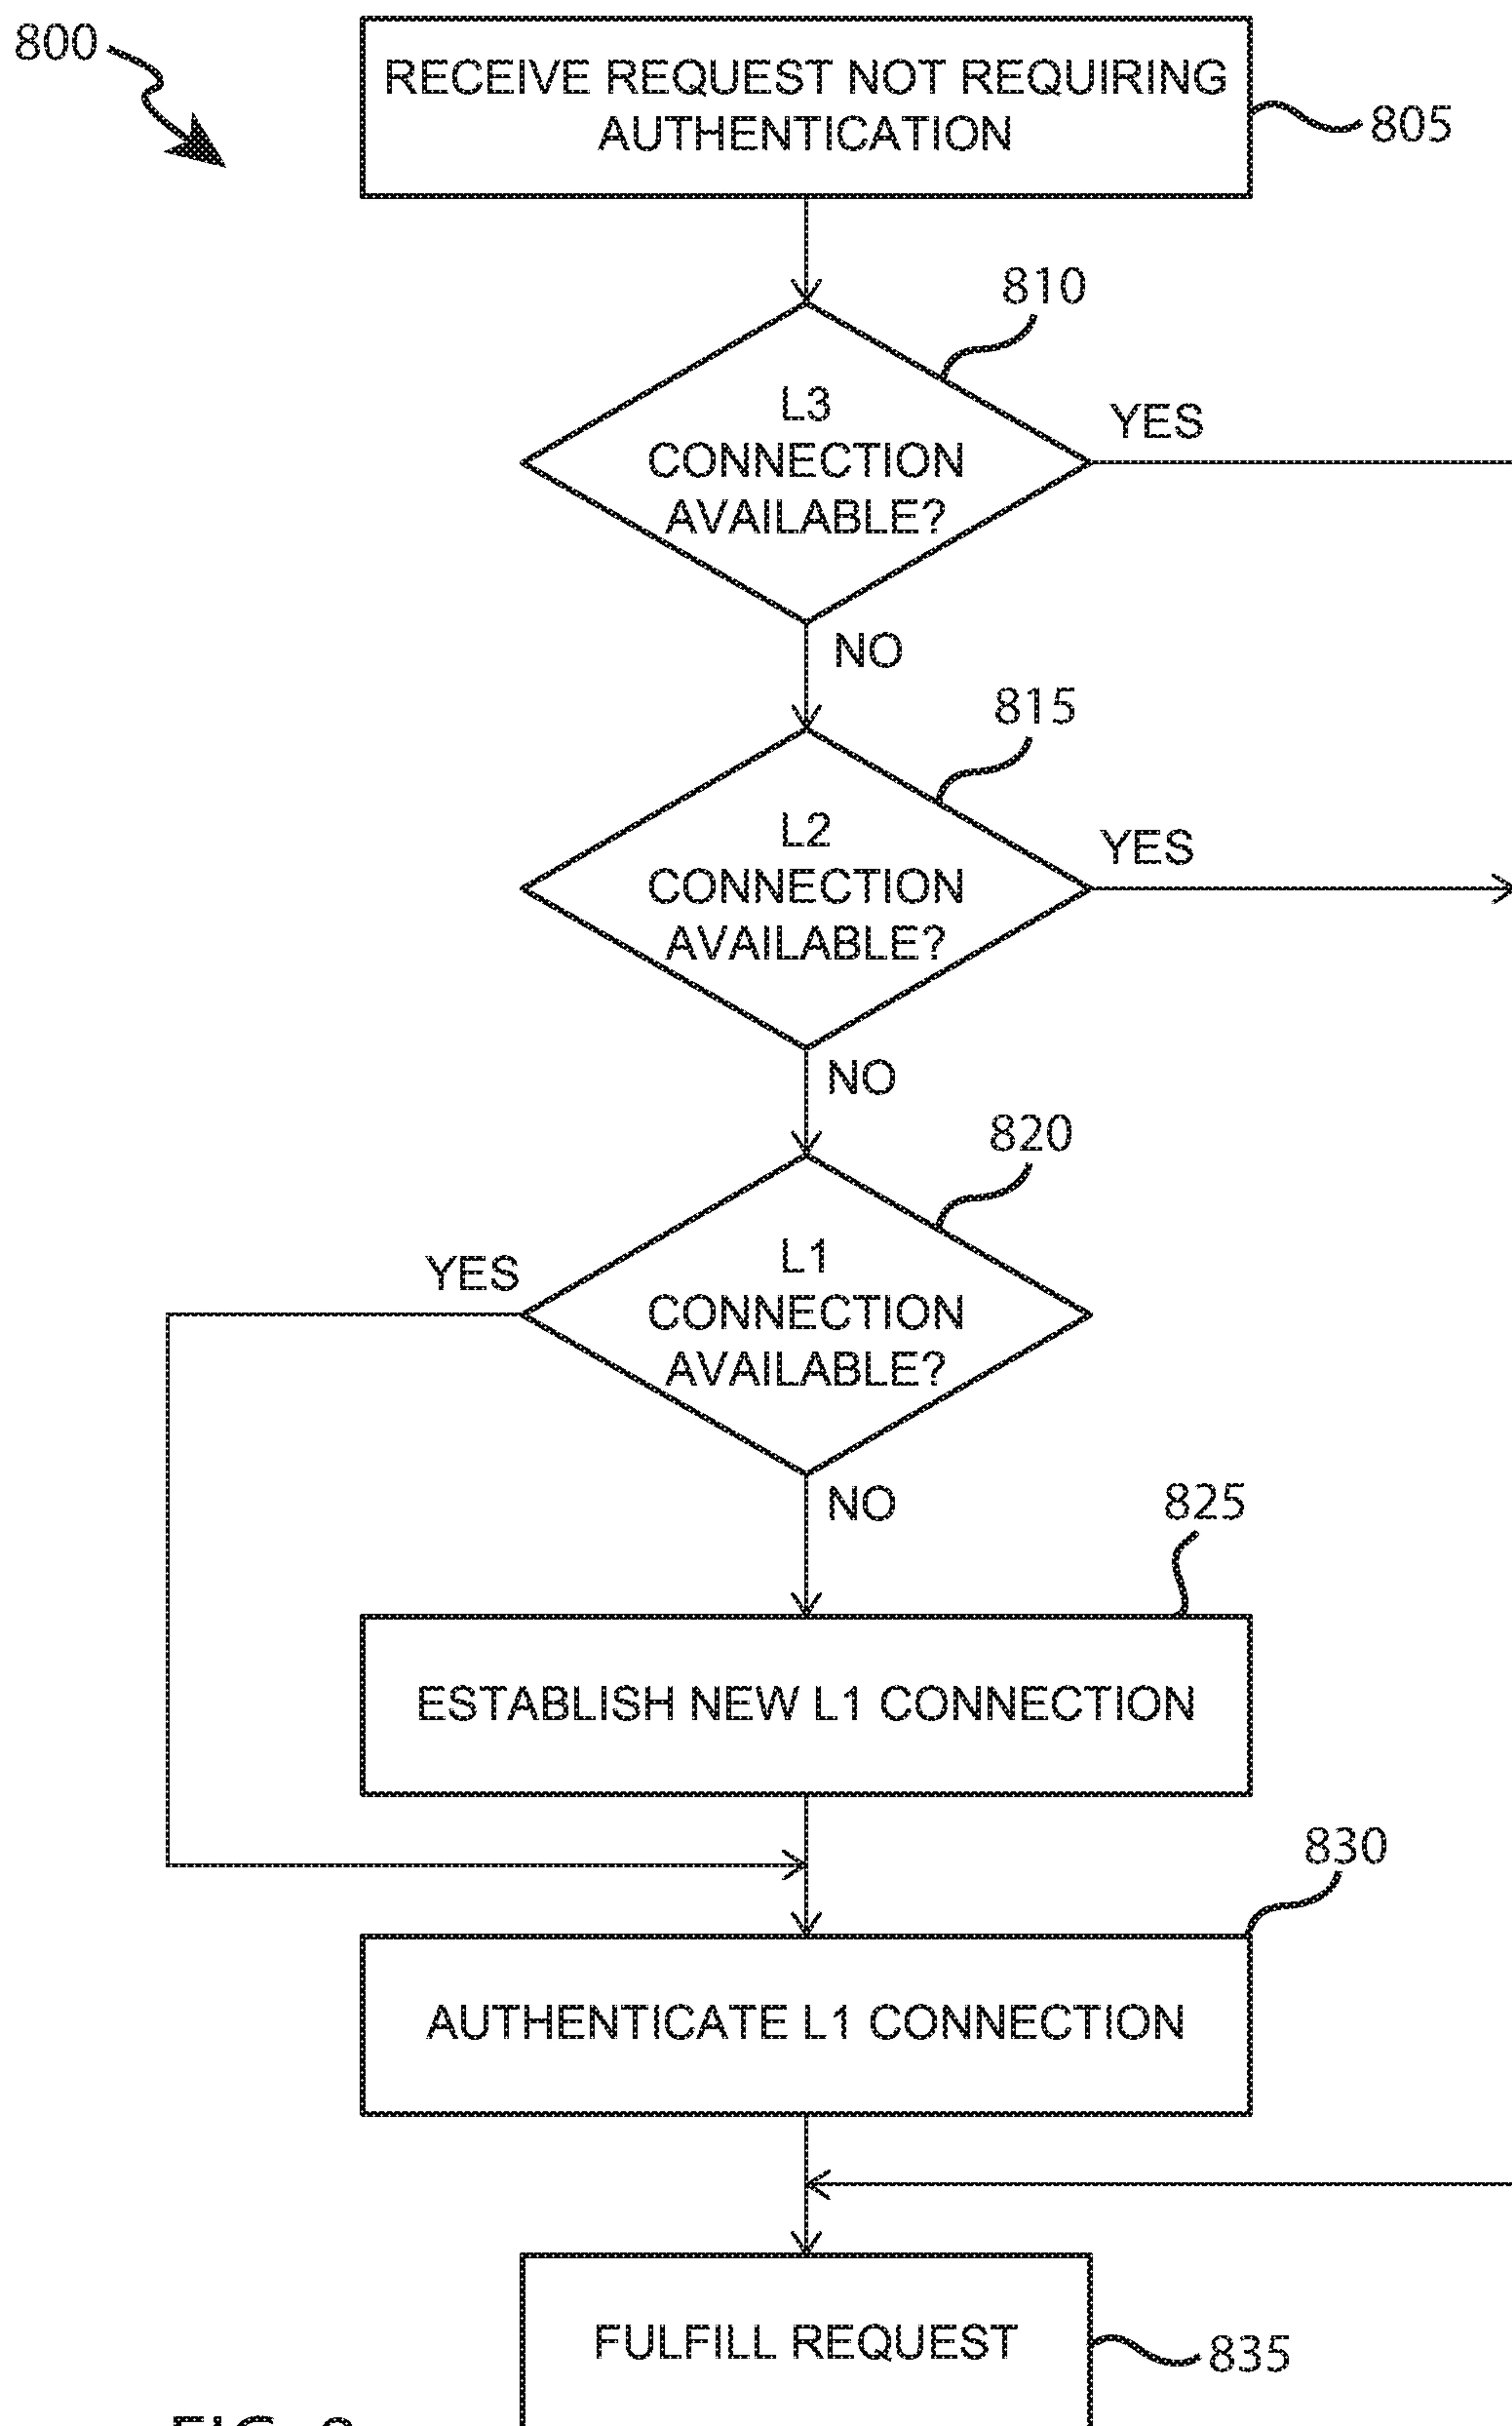 800
RECEIVE REQUEST NOT REQUIRING
AUTHENTICATION
805
810
L3
CONNECTION
AVAILABLE?
YES
NO
815
L2
CONNECTION
AVAILABLE?
YES
NO
820
YES
L1
CONNECTION
AVAILABLE?
NO
825
ESTABLISH NEW L1 CONNECTION
830
AUTHENTICATE L1 CONNECTION
FULFILL REQUEST
835